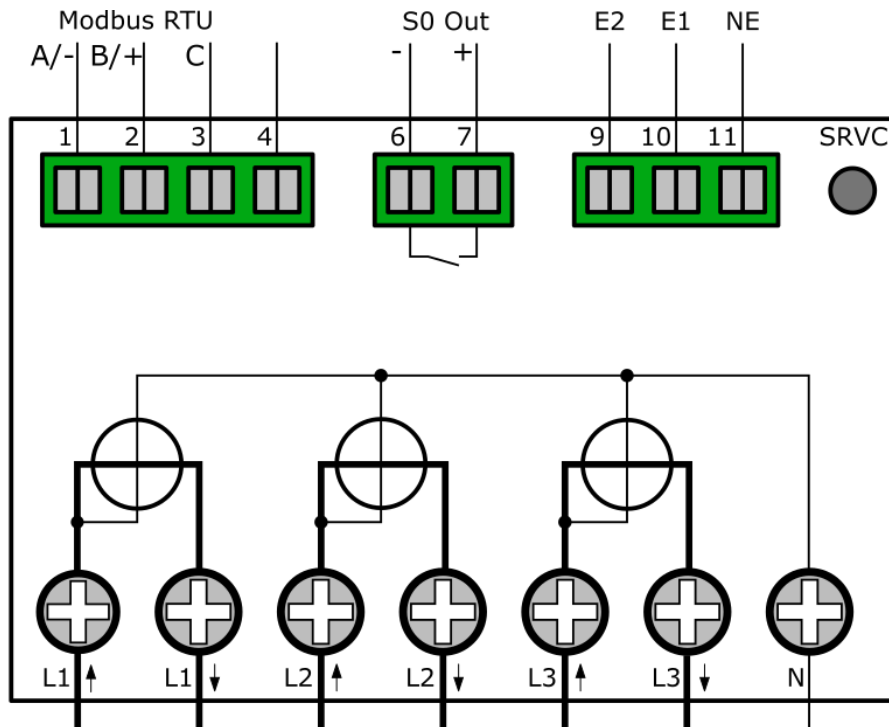 Modbus RTU S0 Out E2 E1 NE
A/- B/+ C - +
1 2 3 4 6 7 9 10 11 SRVC
L1 L1 L2 L2 L3 L3 N